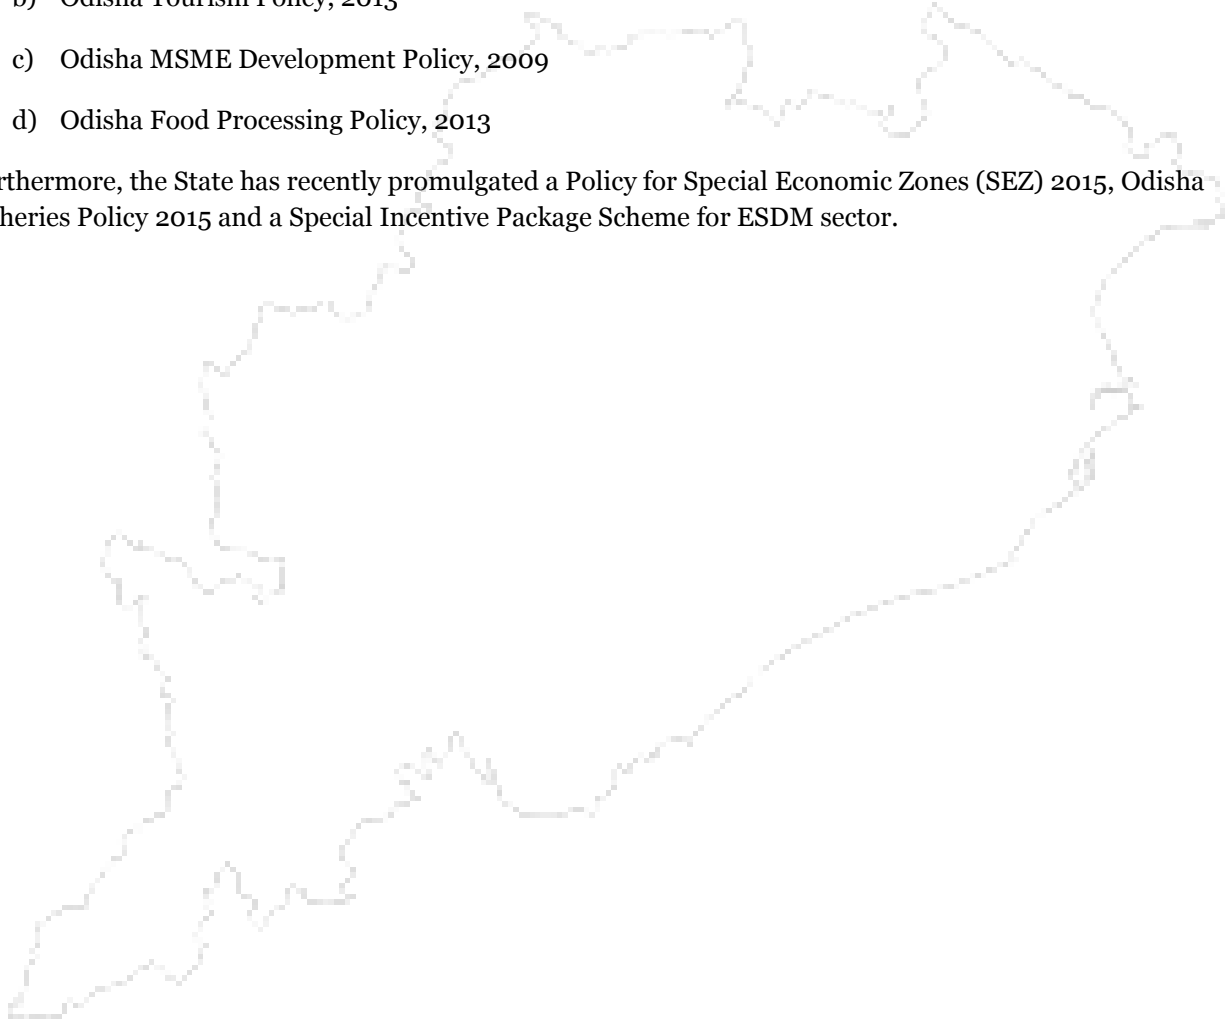 b) Odisha Tourism Policy, 2013
c) Odisha MSME Development Policy, 2009
d) Odisha Food Processing Policy, 2013
rthermore, the State has recently promulgated a Policy for Special Economic Zones (SEZ) 2015, Odisha
heries Policy 2015 and a Special Incentive Package Scheme for ESDM sector.